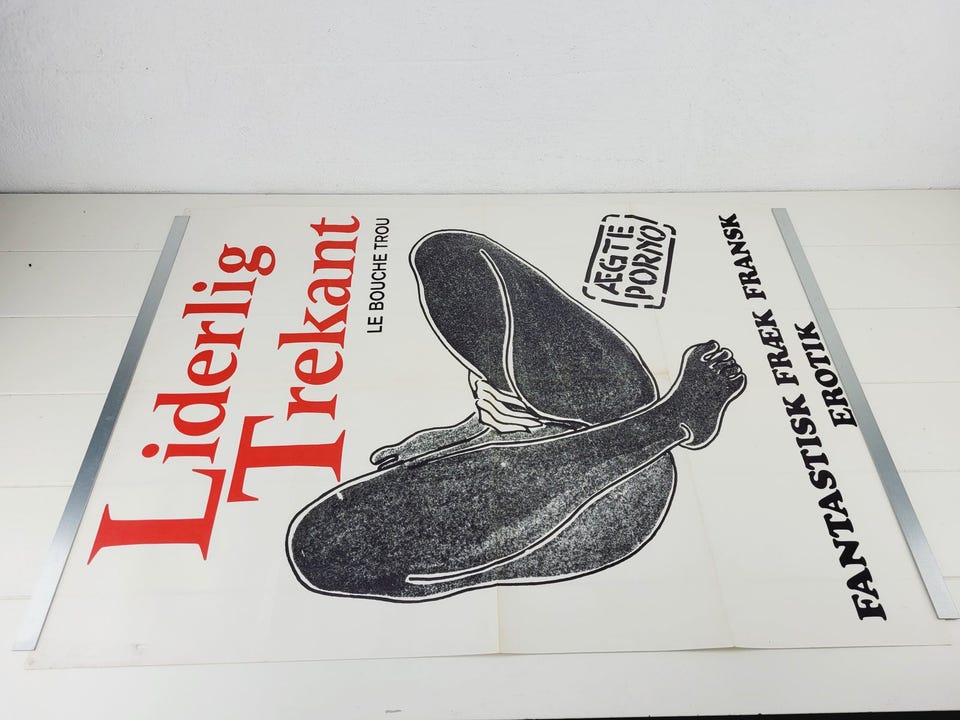 Liderlig
Trekant
LE BOUCHE TROU
ÆGTE
PORNO
FANTASTISK FRÆK FRANSK
EROTIK